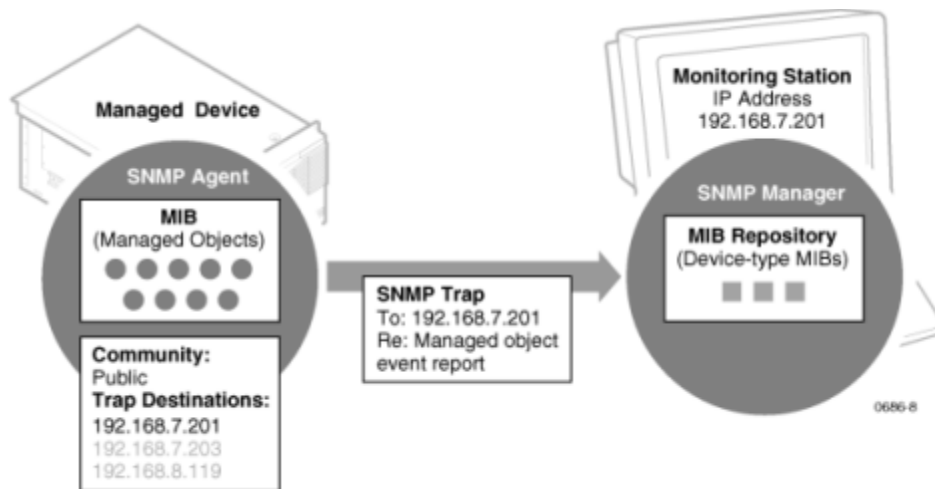 Managed Device
SNMP Agent
MIB
(Managed Objects)
Community:
Public
Trap Destinations:
192.168.7.201
192.168.7.203
192.168.8.119
SNMP Trap
To: 192.168.7.201
Re: Managed object
event report
Monitoring Station
IP Address
192.168.7.201
SNMP Manager
MIB Repository
(Device-type MIBs)
0686-8